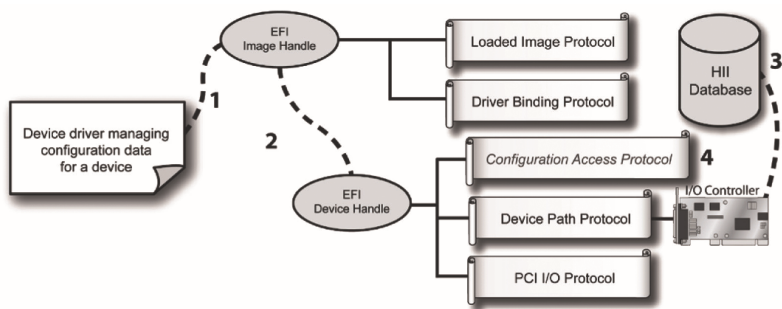 EFI
Image Handle
Loaded Image Protocol
Driver Binding Protocol
HII
Database
3
1
Device driver managing
configuration data
for a device
2
EFI
Device Handle
Configuration Access Protocol
4
Device Path Protocol
I/O Controller
PCI I/O Protocol